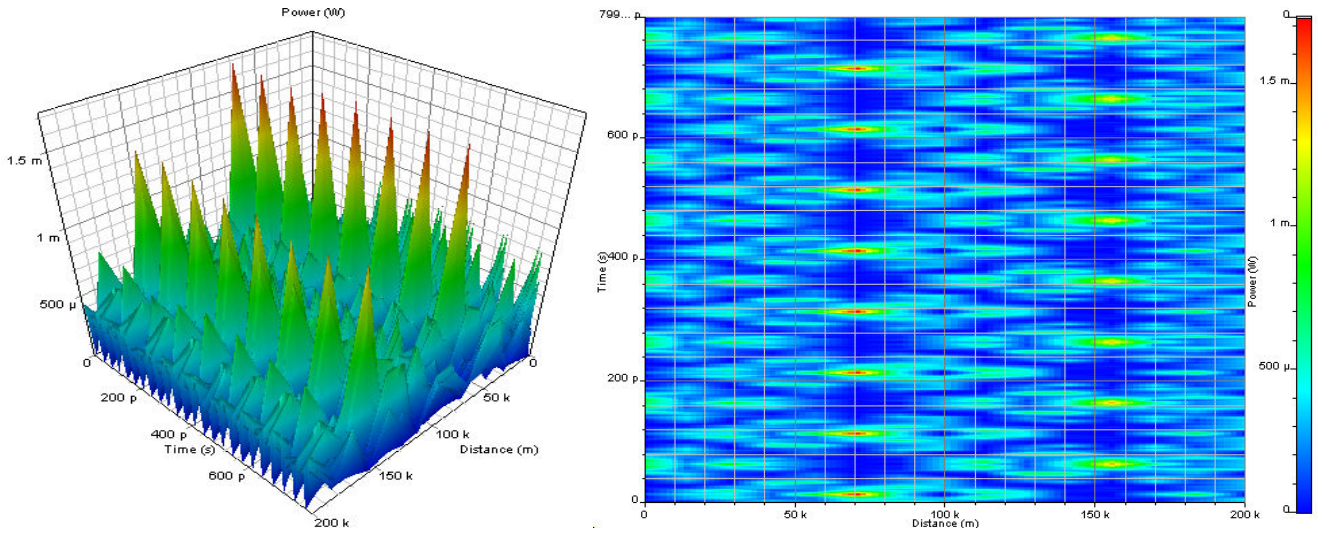 Power (W)
1.5 m
1 m
500 µ
0
200 p
400 p
600 p
Time (s)
0
50 k
100 k
150 k
200 k
Distance (m)
799... p
600 p
400 p
200 p
0
Time (s)
0
50 k
100 k
150 k
200 k
Distance (m)
0
1.5 m
1 m
500 µ
0
Power (W)